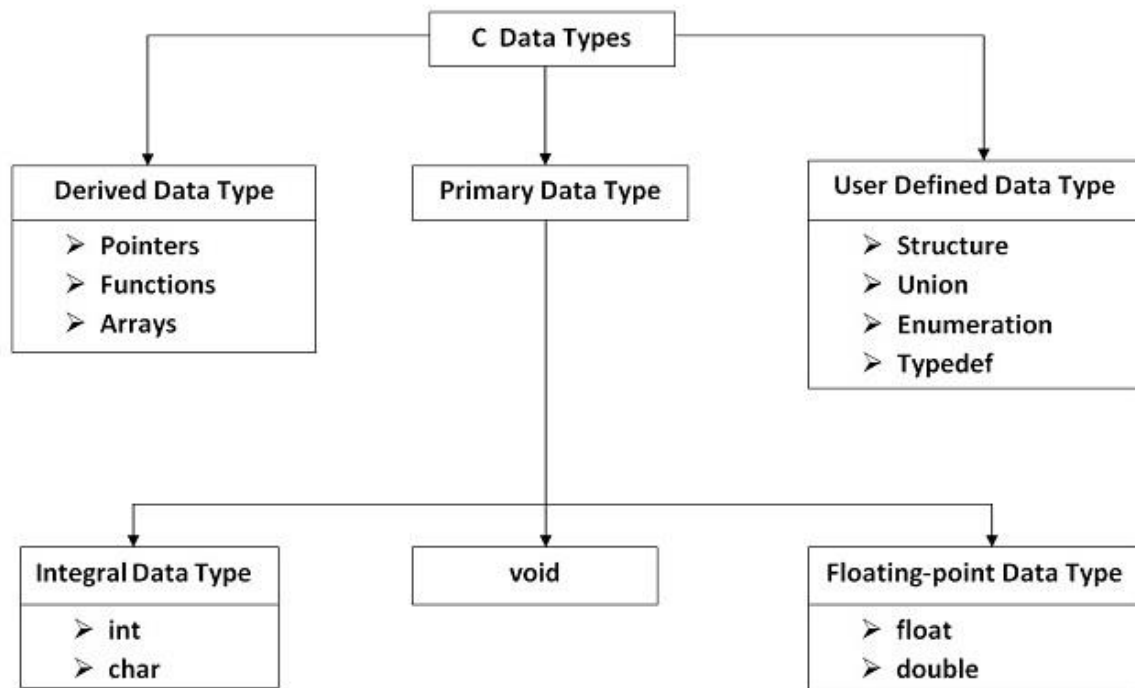 C Data Types
Derived Data Type
➢ Pointers
➢ Functions
➢ Arrays
Primary Data Type
User Defined Data Type
➢ Structure
➢ Union
➢ Enumeration
➢ Typedef
Integral Data Type
➢ int
➢ char
void
Floating-point Data Type
➢ float
➢ double